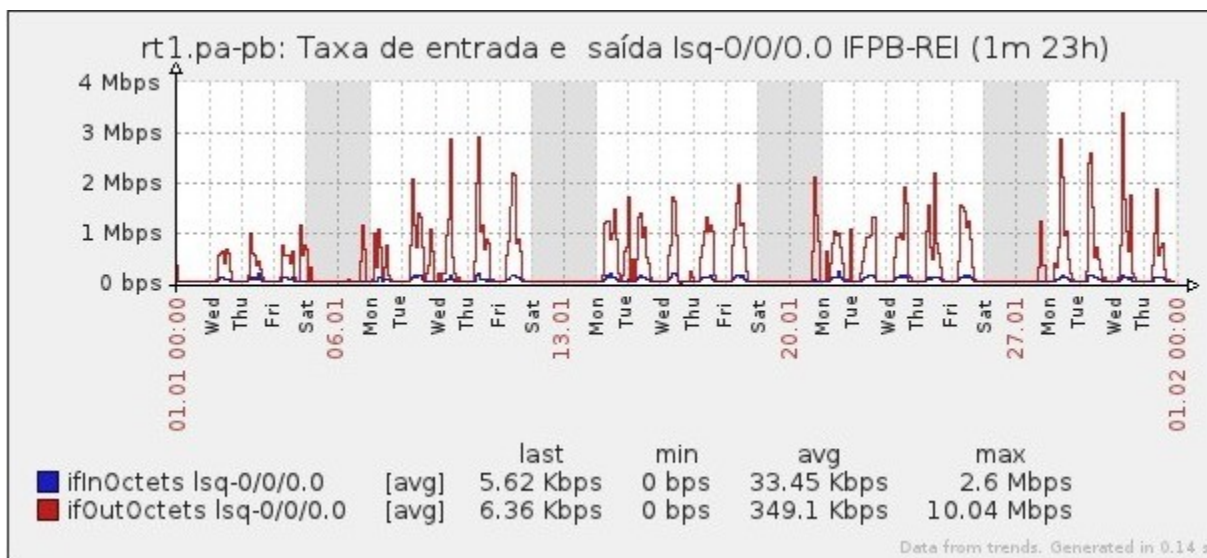 rt1.pa-pb: Taxa de entrada e  saída lsq-0/0/0.0 IFPB-REI (1m 23h)
4 Mbps
3 Mbps
2 Mbps
1 Mbps
0 bps
01.01 00:00 Wed Thu Fri Sat 06.01 Mon Tue Wed Thu Fri Sat 13.01 Mon Tue Wed Thu Fri Sat 20.01 Mon Tue Wed Thu Fri Sat 27.01 Mon Tue Wed Thu 01.02 00:00
last min avg max
ifInOctets lsq-0/0/0.0 [avg] 5.62 Kbps 0 bps 33.45 Kbps 2.6 Mbps
ifOutOctets lsq-0/0/0.0 [avg] 6.36 Kbps 0 bps 349.1 Kbps 10.04 Mbps
Data from trends. Generated in 0.14 s